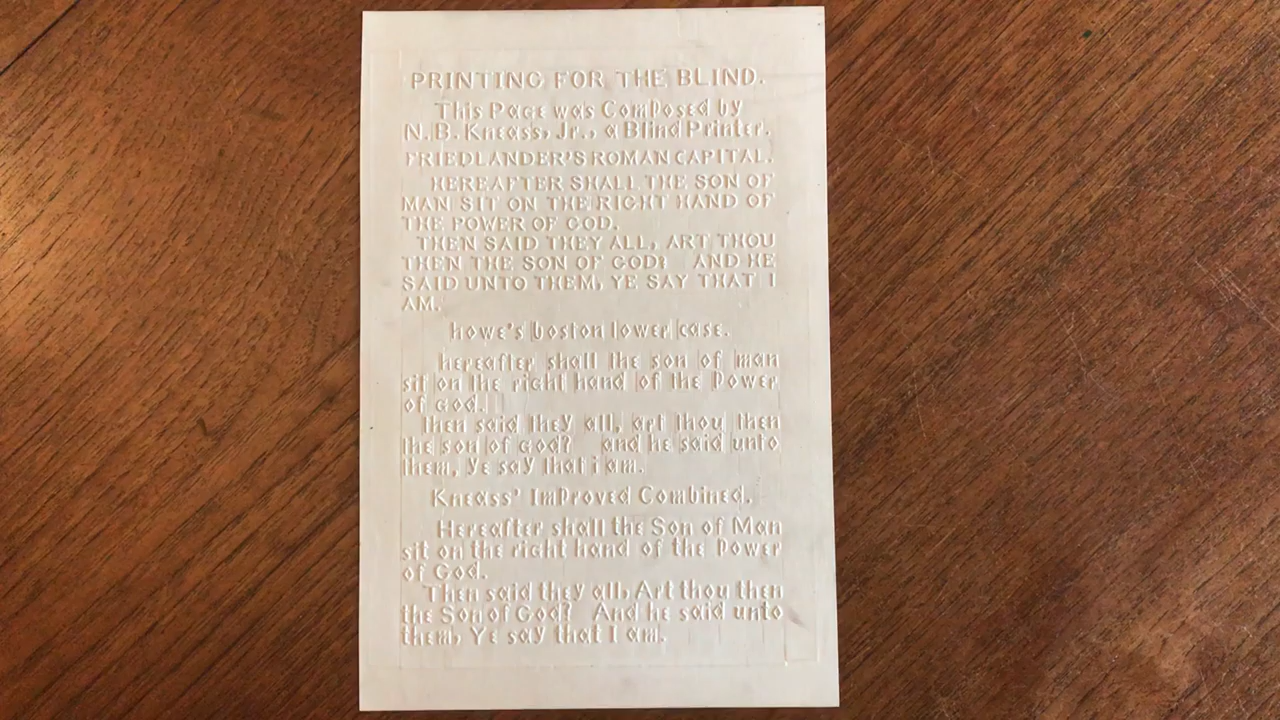 PRINTING FOR THE BLIND.
This Page was Composed by
N. B. Kneass, Jr., a Blind Printer.
FRIEDLANDER'S ROMAN CAPITAL.
HEREAFTER SHALL THE SON OF
MAN SIT ON THE RIGHT HAND OF
THE POWER OF GOD.
THEN SAID THEY ALL, ART THOU
THEN THE SON OF GOD? AND HE
SAID UNTO THEM, YE SAY THAT I
AM.
howe's boston lower case.
hereafter shall the son of man
sit on the right hand of the power
of god.
then said they all, art thou then
the son of god? and he said unto
them, ye say that i am.
Kneass' Improved Combined.
Hereafter shall the Son of Man
sit on the right hand of the power
of God.
Then said they all, Art thou then
the Son of God? And he said unto
them, Ye say that I am.